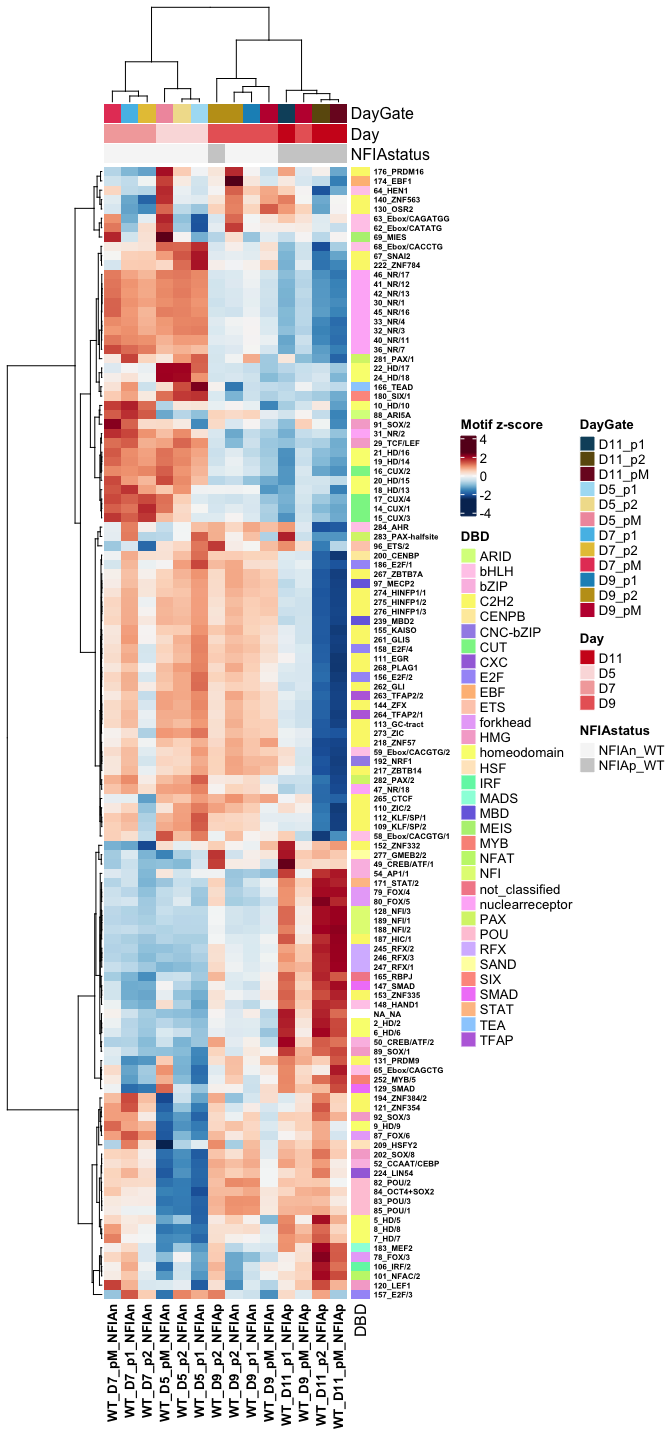 DayGate
Day
NFIAstatus
176_PRDM16
174_EBF1
64_HEN1
140_ZNF563
130_OSR2
63_Ebox/CAGATGG
62_Ebox/CATATG
69_MIES
68_Ebox/CACCTG
67_SNAI2
222_ZNF784
46_NR/17
41_NR/12
42_NR/13
30_NR/1
45_NR/16
33_NR/4
32_NR/3
40_NR/11
36_NR/7
281_PAX/1
22_HD/17
24_HD/18
166_TEAD
180_SIX/1
10_HD/10
88_ARI5A
91_SOX/2
31_NR/2
29_TCF/LEF
21_HD/16
19_HD/14
16_CUX/2
20_HD/15
18_HD/13
17_CUX/4
14_CUX/1
15_CUX/3
284_AHR
283_PAX-halfsite
96_ETS/2
200_CENBP
186_E2F/1
267_ZBTB7A
97_MECP2
274_HINFP1/1
275_HINFP1/2
276_HINFP1/3
239_MBD2
155_KAISO
261_GLIS
158_E2F/4
111_EGR
268_PLAG1
156_E2F/2
262_GLI
263_TFAP2/2
144_ZFX
264_TFAP2/1
113_GC-tract
273_ZIC
218_ZNF57
59_Ebox/CACGTG/2
192_NRF1
217_ZBTB14
282_PAX/2
47_NR/18
265_CTCF
110_ZIC/2
112_KLF/SP/1
109_KLF/SP/2
58_Ebox/CACGTG/1
152_ZNF332
277_GMEB2/2
49_CREB/ATF/1
54_AP1/1
171_STAT/2
79_FOX/4
80_FOX/5
128_NFI/3
189_NFI/1
188_NFI/2
187_HIC/1
245_RFX/2
246_RFX/3
247_RFX/1
165_RBPJ
147_SMAD
153_ZNF335
148_HAND1
NA_NA
2_HD/2
6_HD/6
50_CREB/ATF/2
89_SOX/1
131_PRDM9
65_Ebox/CAGCTG
252_MYB/5
129_SMAD
194_ZNF384/2
121_ZNF354
92_SOX/3
9_HD/9
87_FOX/6
209_HSFY2
202_SOX/8
52_CCAAT/CEBP
224_LIN54
82_POU/2
84_OCT4+SOX2
83_POU/3
85_POU/1
5_HD/5
8_HD/8
7_HD/7
183_MEF2
78_FOX/3
106_IRF/2
101_NFAC/2
120_LEF1
157_E2F/3
WT_D7_pM_NFIAn
WT_D7_p1_NFIAn
WT_D7_p2_NFIAn
WT_D5_pM_NFIAn
WT_D5_p2_NFIAn
WT_D5_p1_NFIAn
WT_D9_p2_NFIAp
WT_D9_p2_NFIAn
WT_D9_p1_NFIAn
WT_D9_pM_NFIAn
WT_D11_p1_NFIAp
WT_D9_pM_NFIAp
WT_D11_p2_NFIAp
WT_D11_pM_NFIAp
DBD
Motif z-score
4
2
0
-2
-4
DBD
ARID
bHLH
bZIP
C2H2
CENPB
CNC-bZIP
CUT
CXC
E2F
EBF
ETS
forkhead
HMG
homeodomain
HSF
IRF
MADS
MBD
MEIS
MYB
NFAT
NFI
not_classified
nuclearreceptor
PAX
POU
RFX
SAND
SIX
SMAD
STAT
TEA
TFAP
DayGate
D11_p1
D11_p2
D11_pM
D5_p1
D5_p2
D5_pM
D7_p1
D7_p2
D7_pM
D9_p1
D9_p2
D9_pM
Day
D11
D5
D7
D9
NFIAstatus
NFIAn_WT
NFIAp_WT